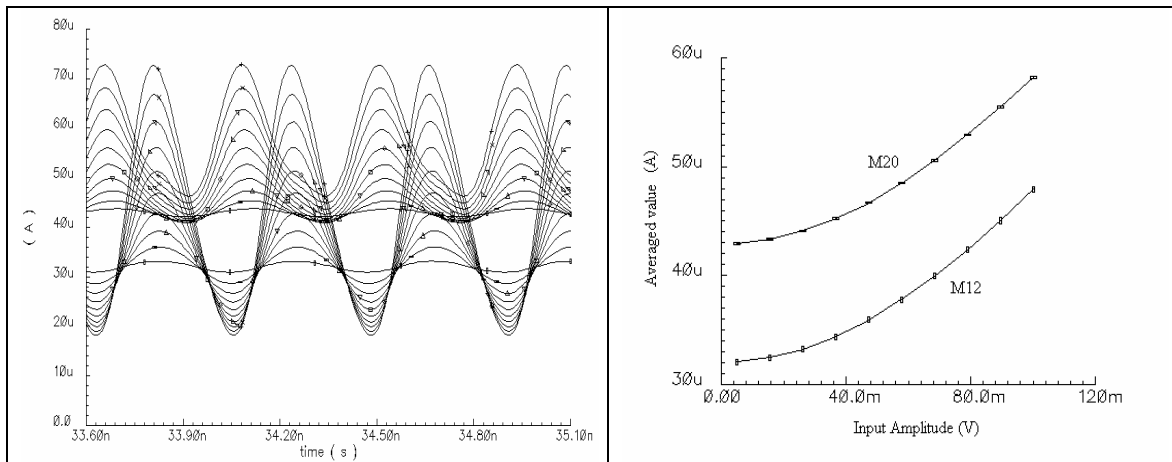 80u
70u
60u
50u
40u
30u
20u
10u
0.0
( A )
33.60n 33.90n 34.20n 34.50n 34.80n 35.10n
time ( s )
60u
50u
40u
30u
Averaged value (A)
M20
M12
0.00 40.0m 80.0m 120m
Input Amplitude (V)